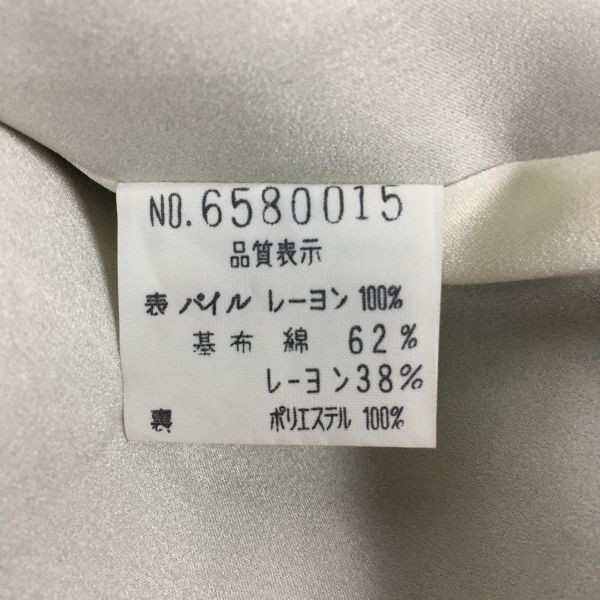 NO.6580015
品質表示
表 パイル レーヨン 100%
基布 綿 62%
レーヨン38%
裏 ポリエステル 100%